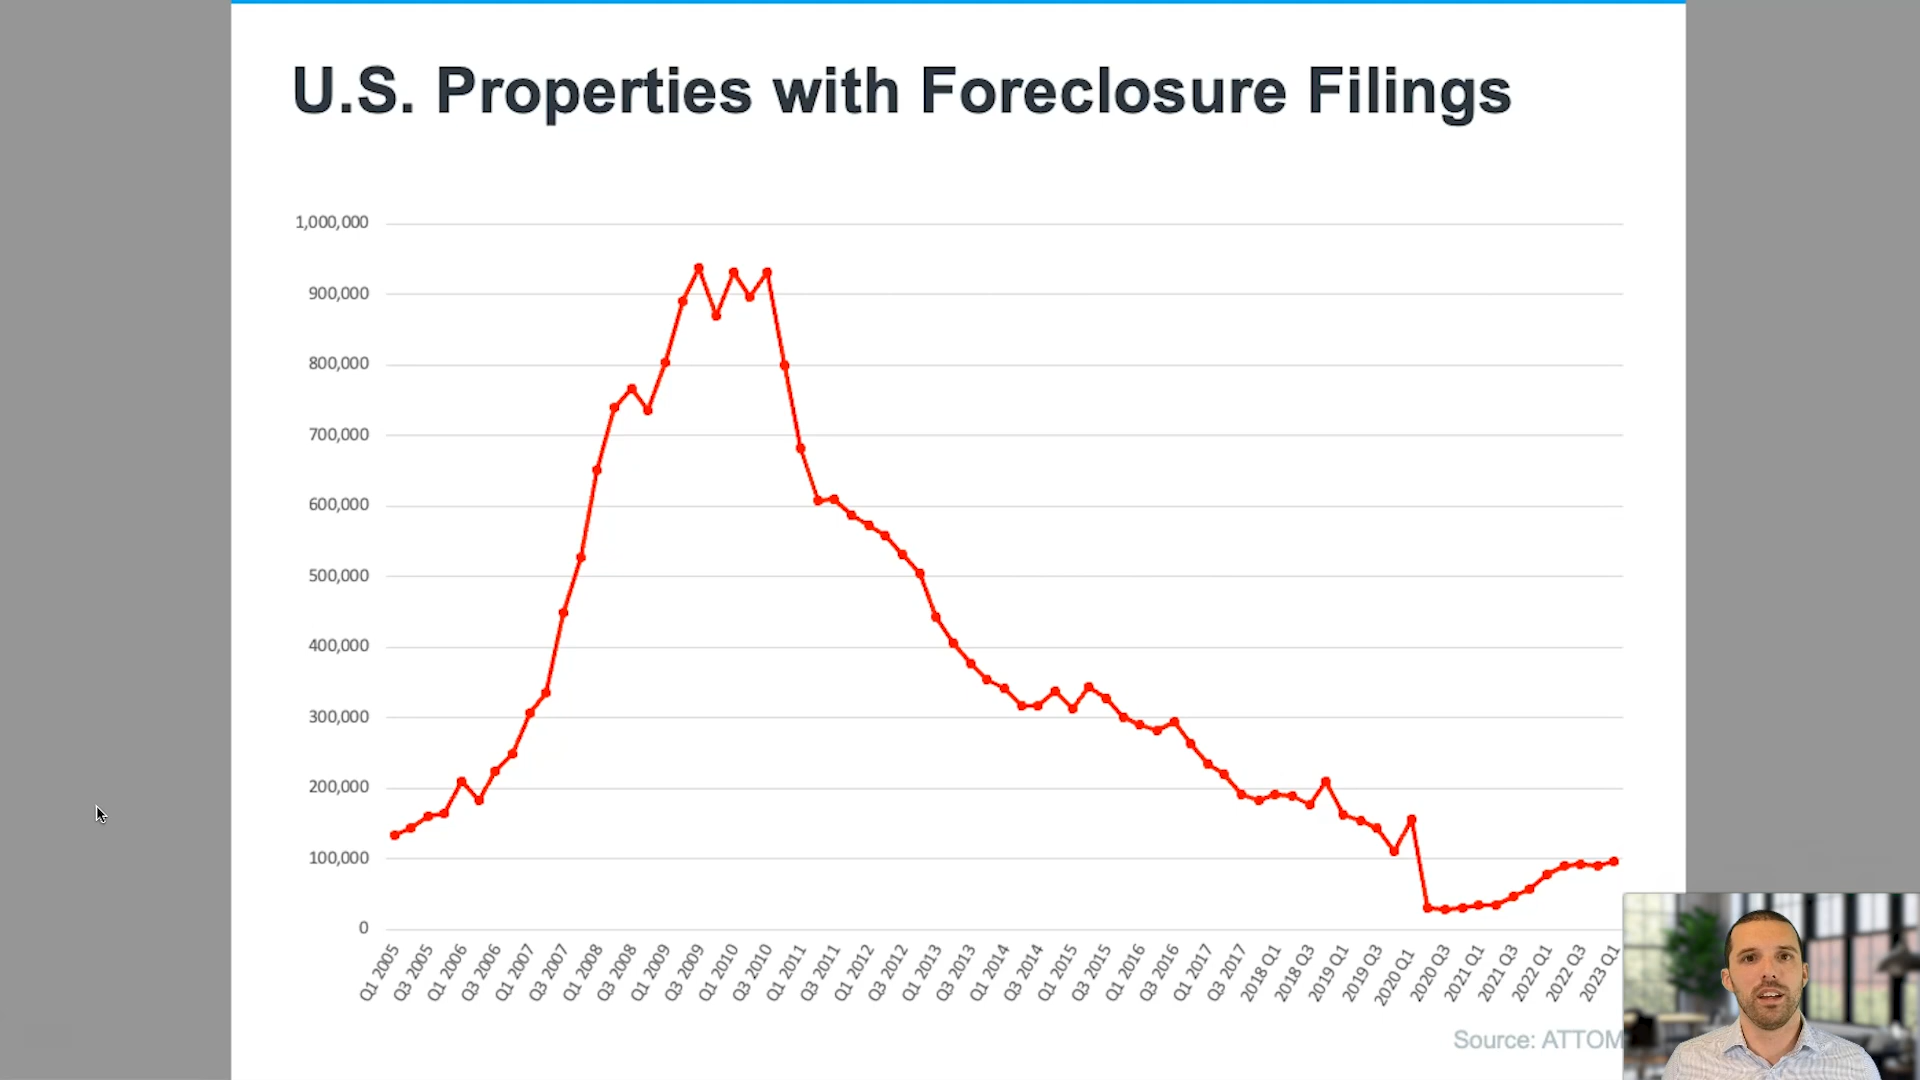 U.S. Properties with Foreclosure Filings
1,000,000
900,000
800,000
700,000
600,000
500,000
400,000
300,000
200,000
100,000
0
Q1 2005
Q3 2005
Q1 2006
Q3 2006
Q1 2007
Q3 2007
Q1 2008
Q3 2008
Q1 2009
Q3 2009
Q1 2010
Q3 2010
Q1 2011
Q3 2011
Q1 2012
Q3 2012
Q1 2013
Q3 2013
Q1 2014
Q3 2014
Q1 2015
Q3 2015
Q1 2016
Q3 2016
Q1 2017
Q3 2017
2018 Q1
2018 Q3
2019 Q1
2019 Q3
2020 Q1
2020 Q3
2021 Q1
2021 Q3
2022 Q1
2022 Q3
2023 Q1
Source: ATTOM